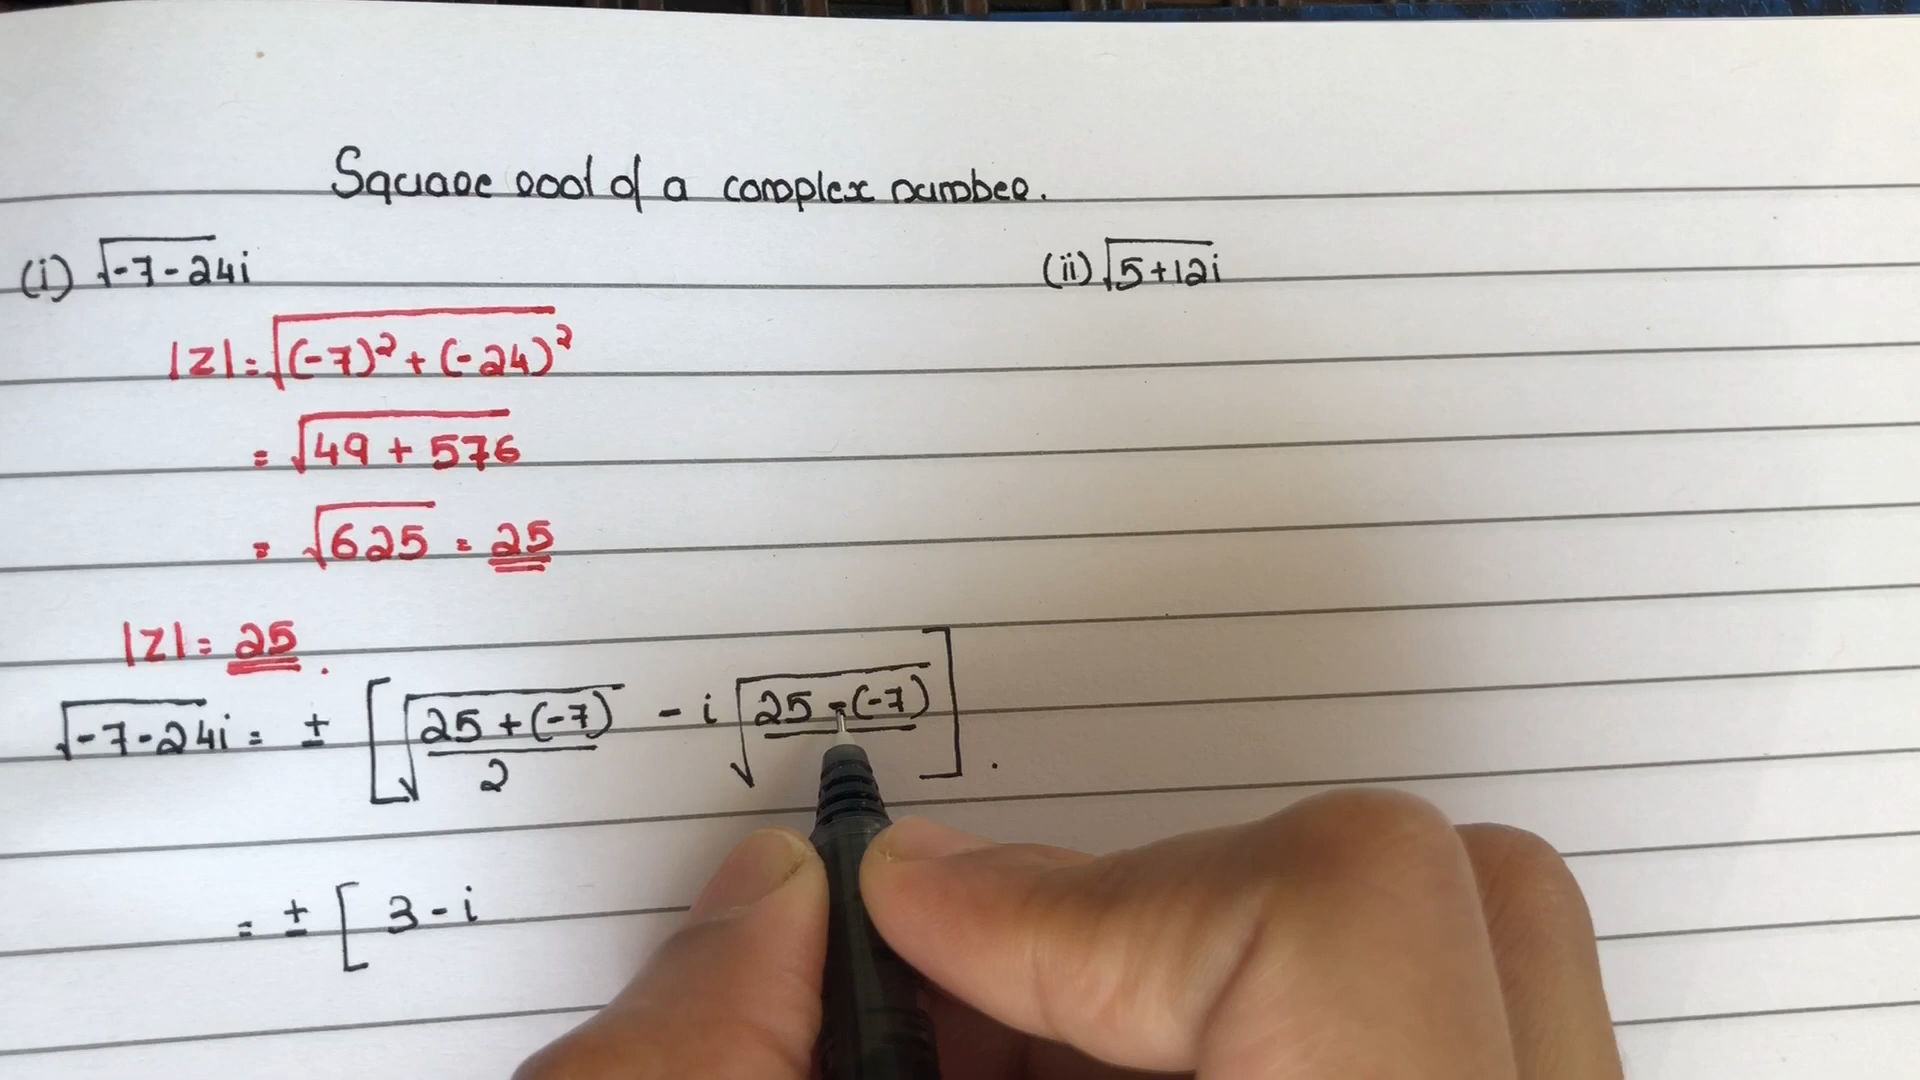 Square root of a complex number.
(i) √-7-24i
(ii) √5+12i
|Z| = √(-7)² + (-24)²
= √49 + 576
= √625 = 25
|Z| = 25.
√-7-24i = ± [√25+(-7)/2 - i √25-(-7)].
= ± [ 3 - i